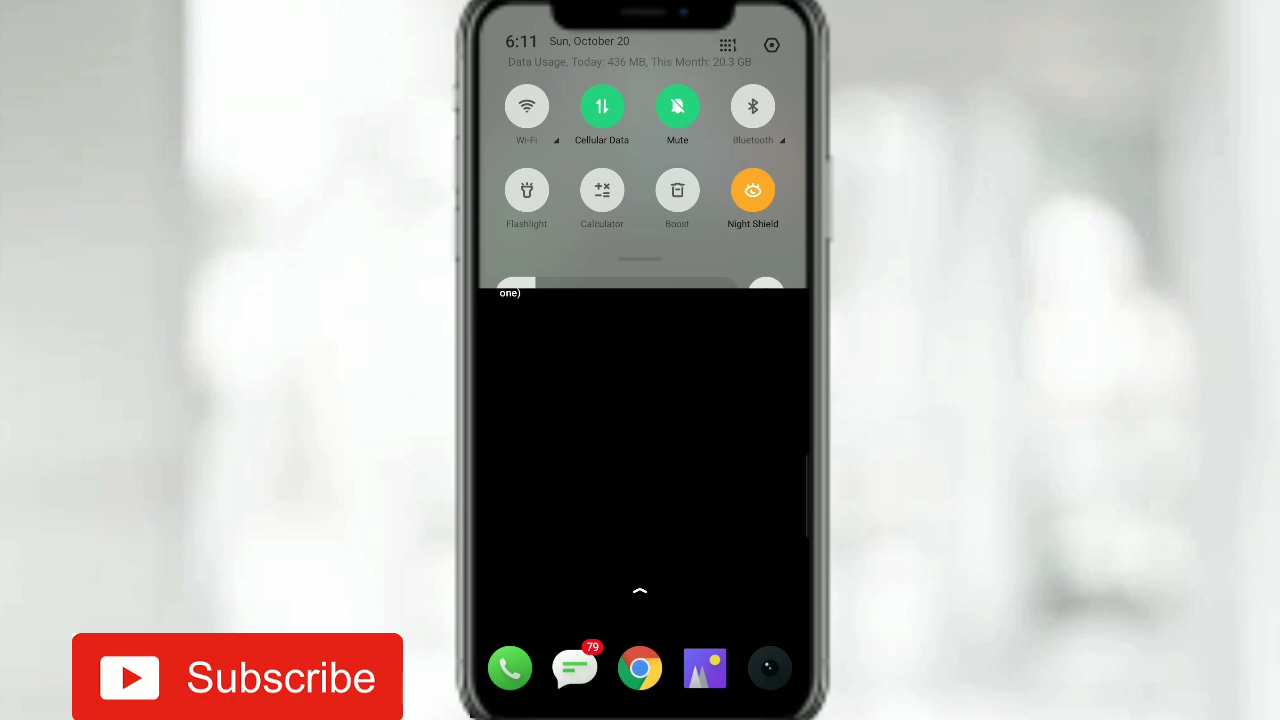 6:11 Sun, October 20
Data Usage, Today: 436 MB, This Month: 20.3 GB
Wi-Fi Cellular Data Mute Bluetooth
Flashlight Calculator Boost Night Shield
one)
79
Subscribe